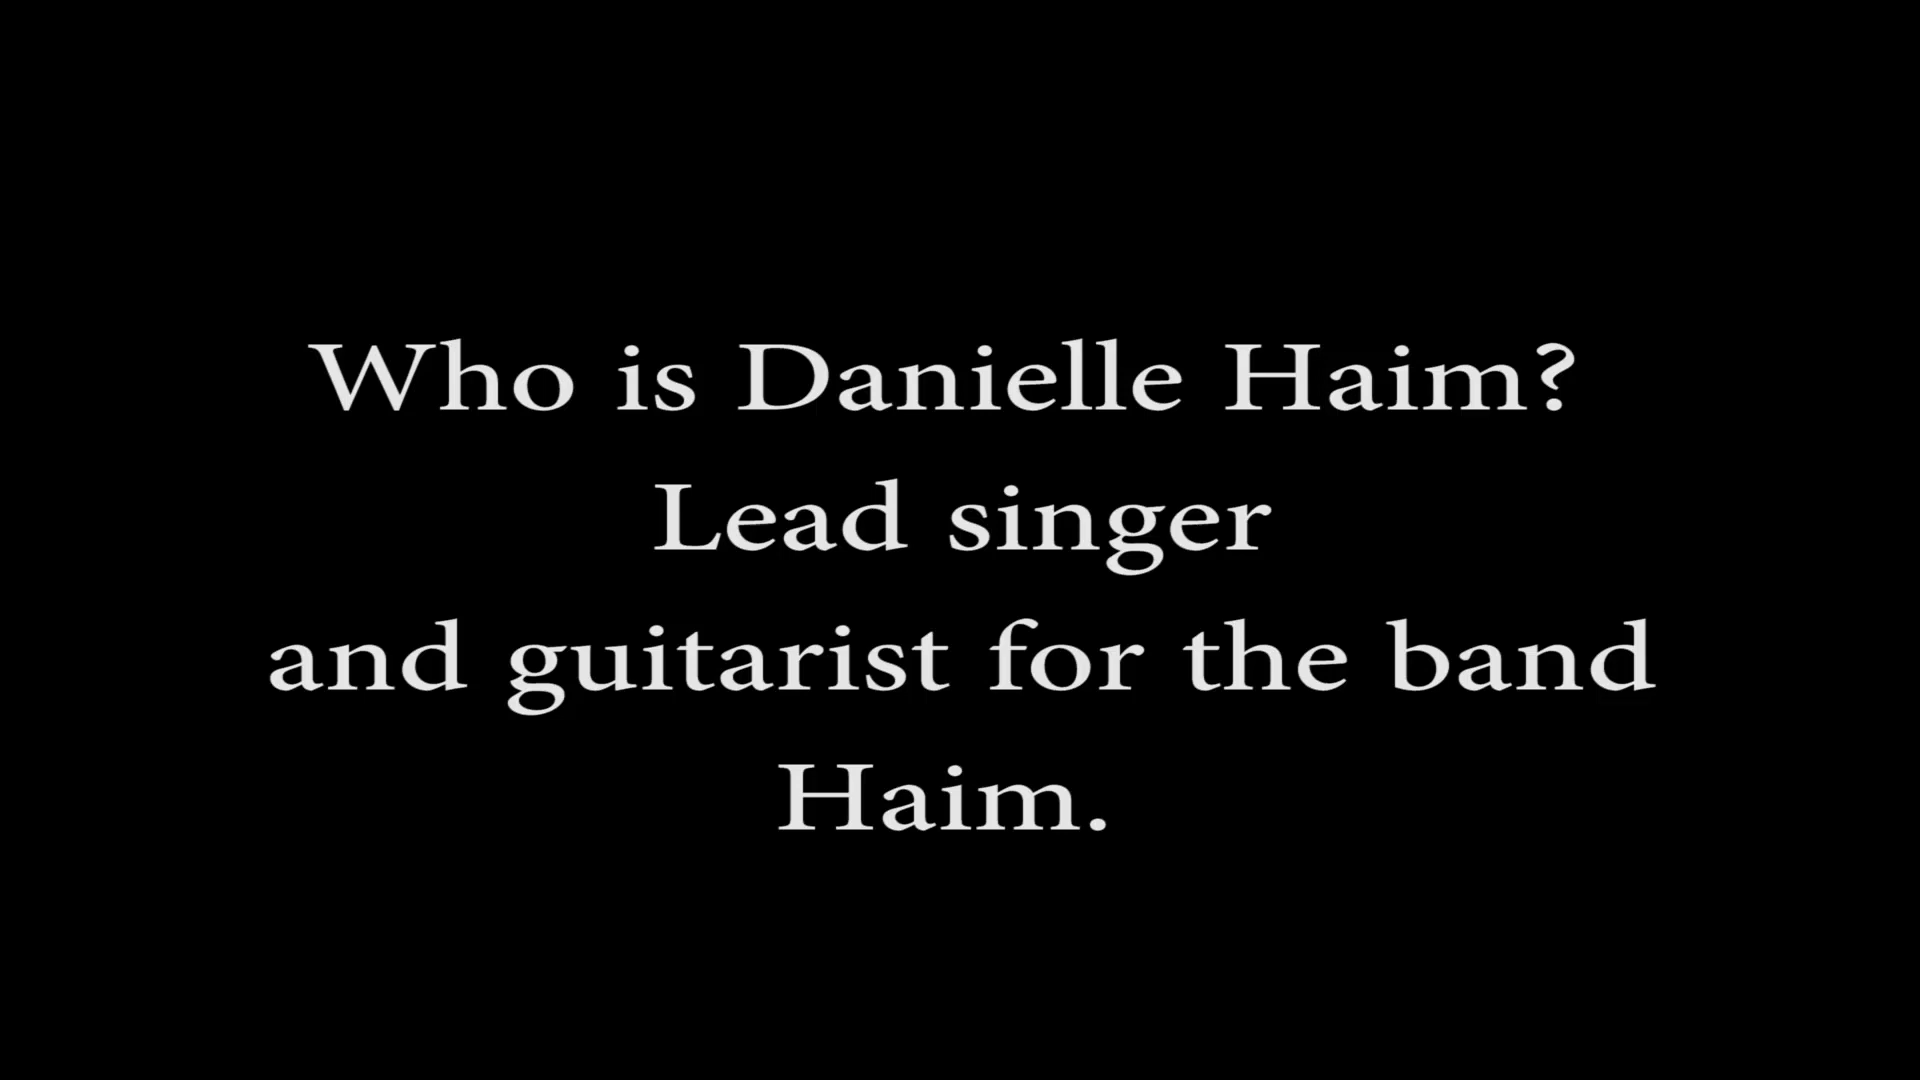 Who is Danielle Haim?
Lead singer
and guitarist for the band
Haim.